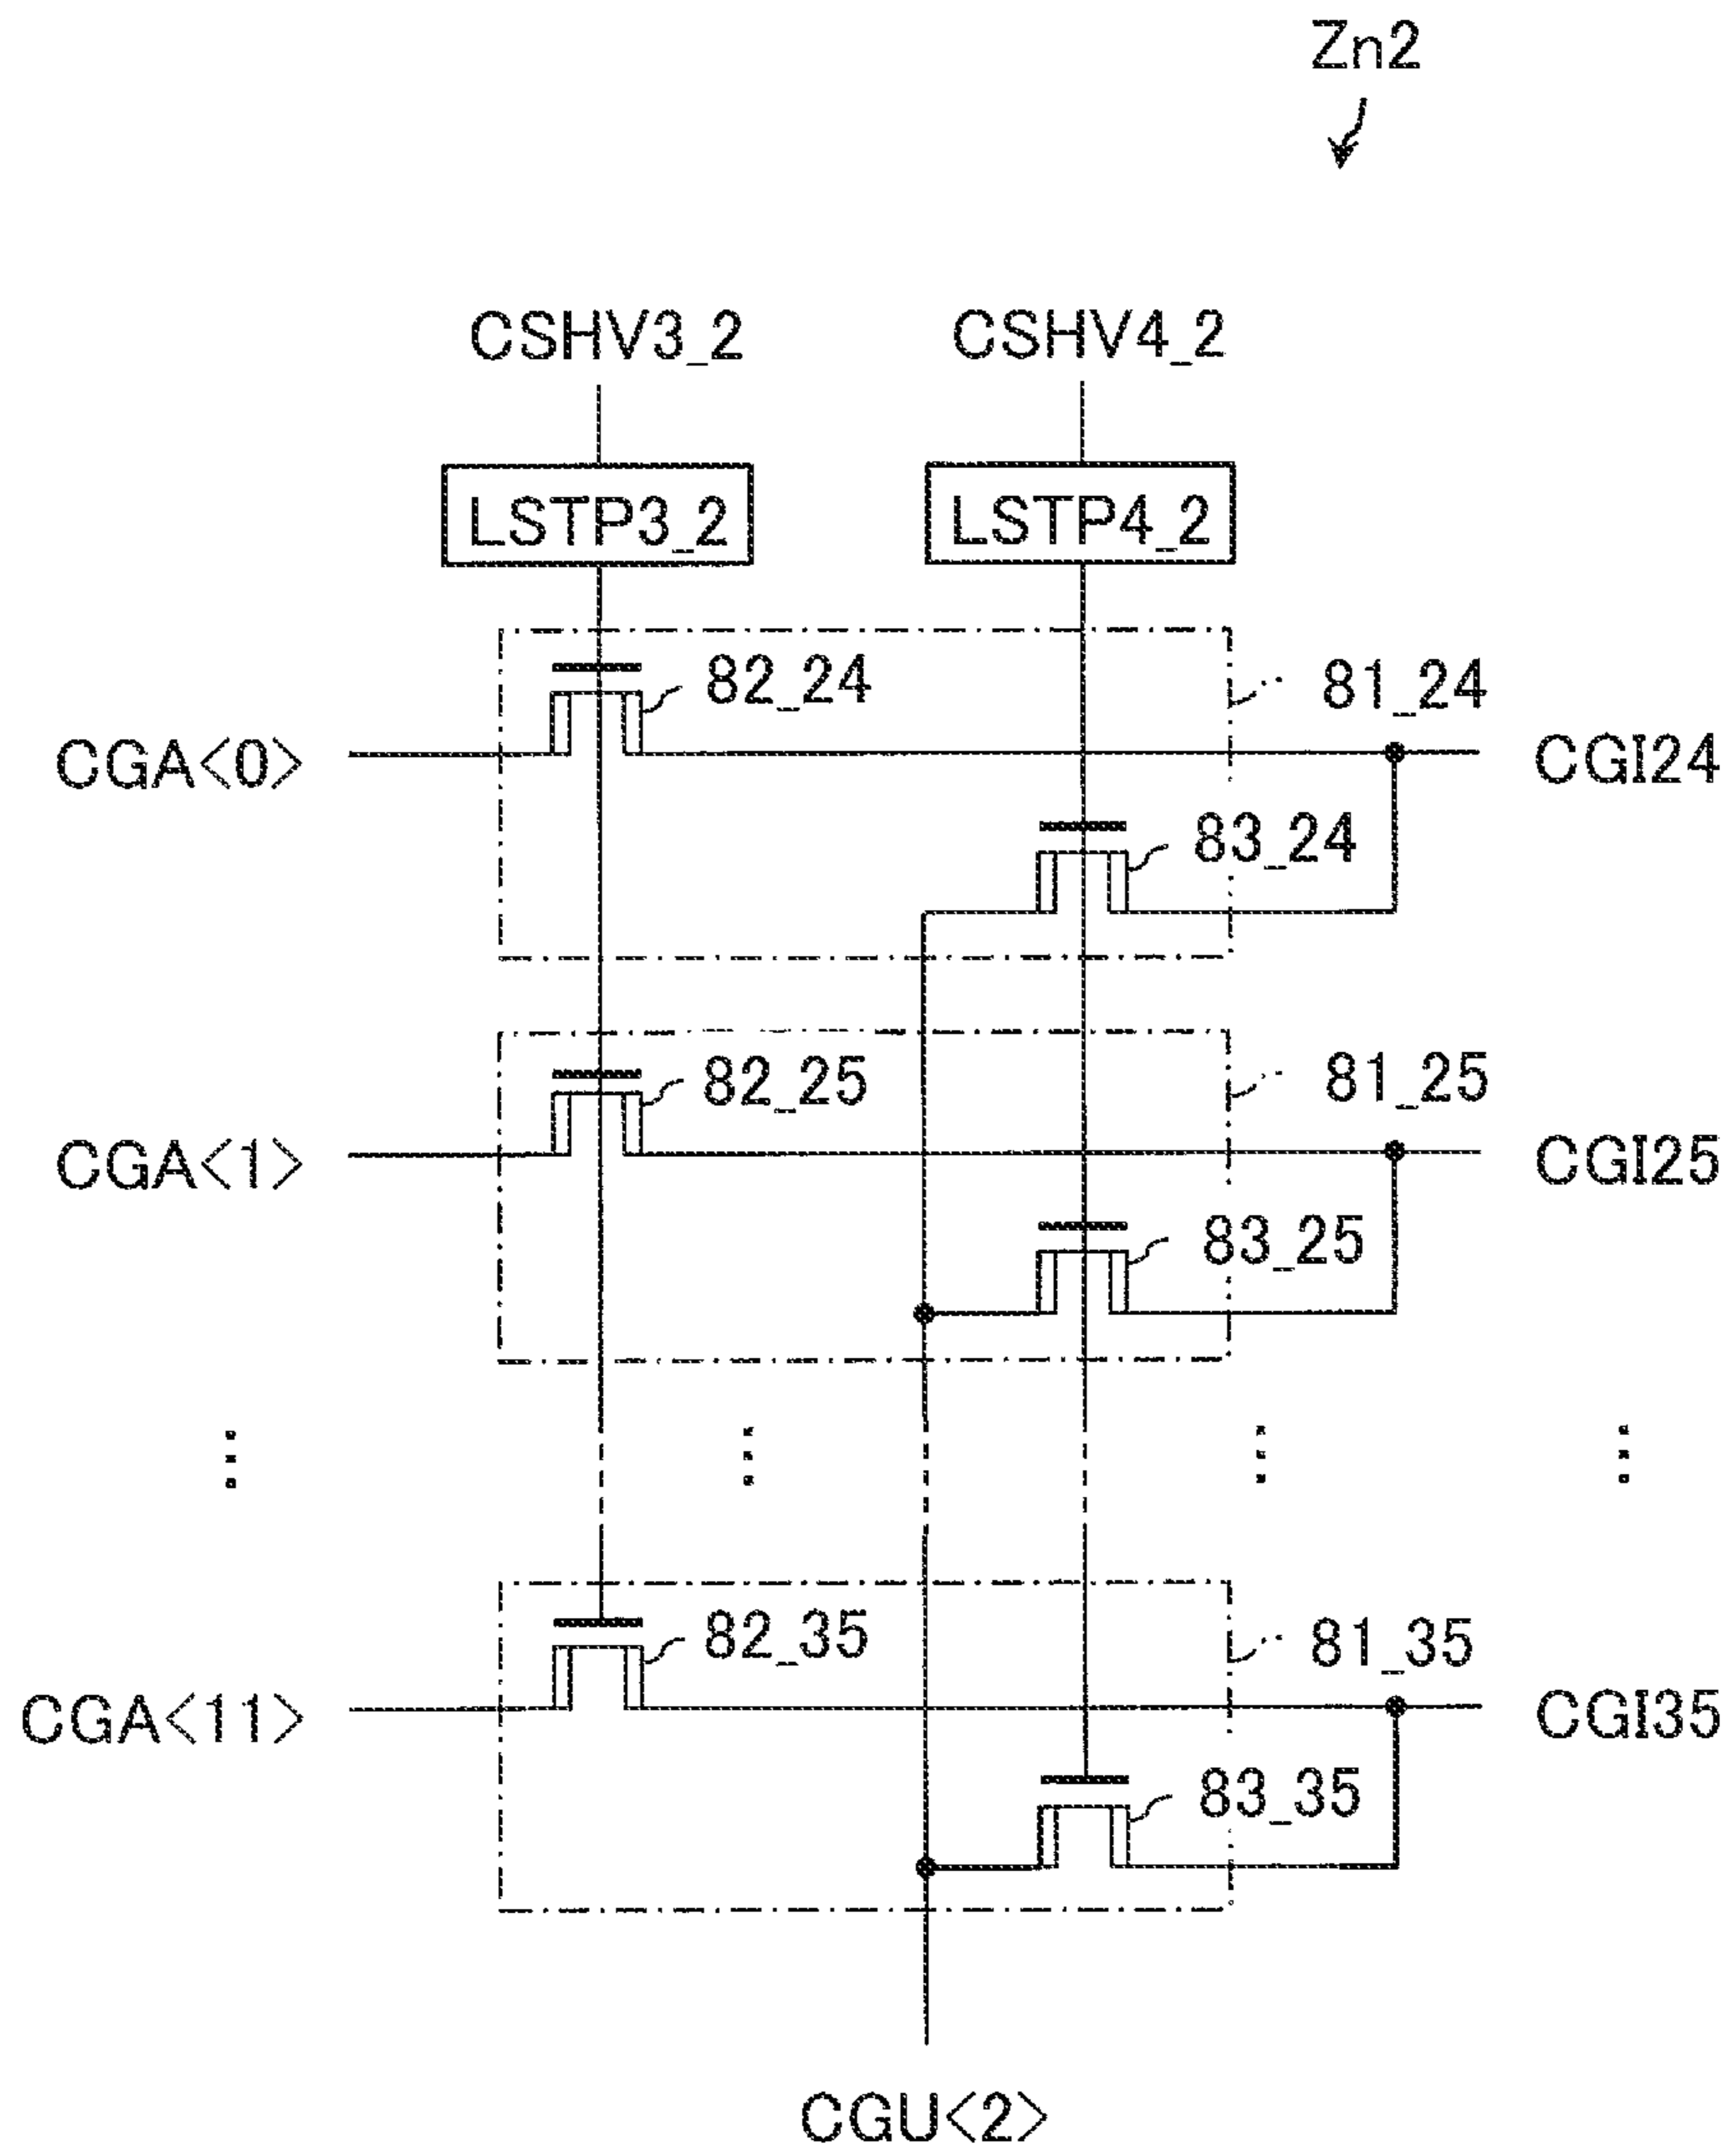 Zn2
CSHV3_2 CSHV4_2
LSTP3_2 LSTP4_2
82_24 81_24
CGA<0> CGI24
83_24
82_25 81_25
CGA<1> CGI25
83_25
82_35 81_35
CGA<11> CGI35
83_35
CGU<2>